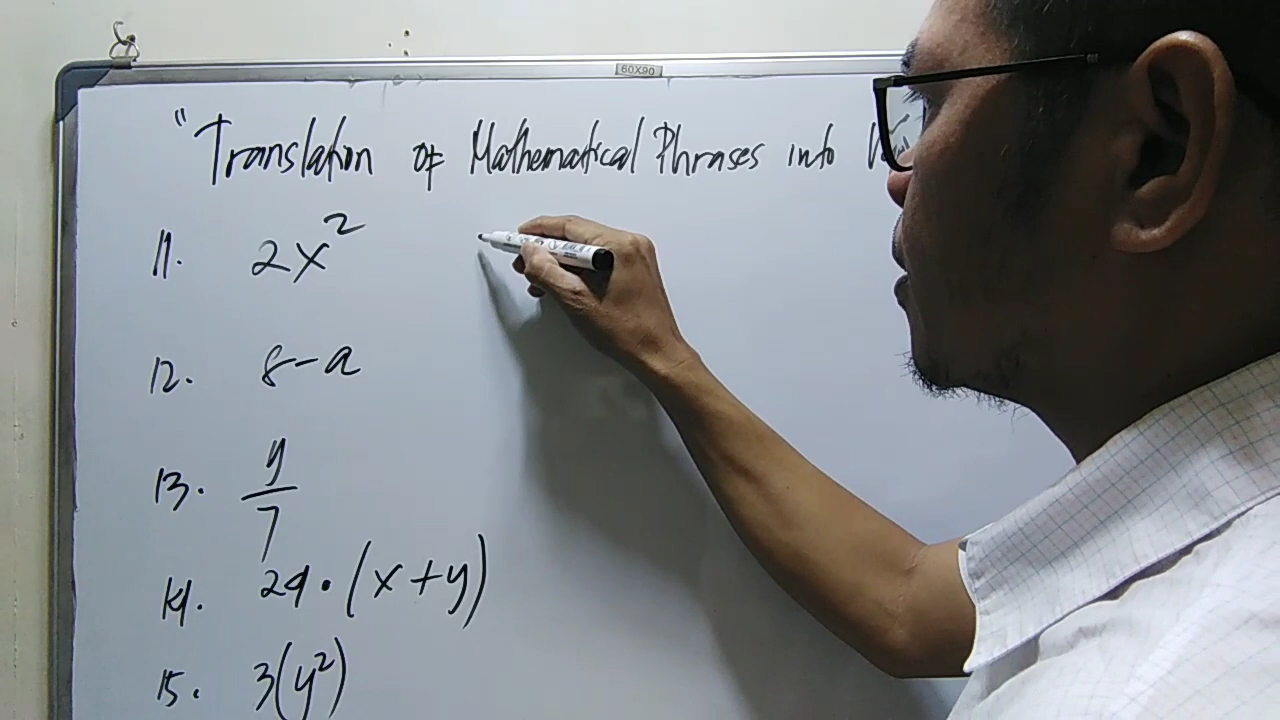 60X90
"Translation of Mathematical Phrases into
11. 2x²
12. 8-a
13. y/7
14. 29·(x+y)
15. 3(y²)